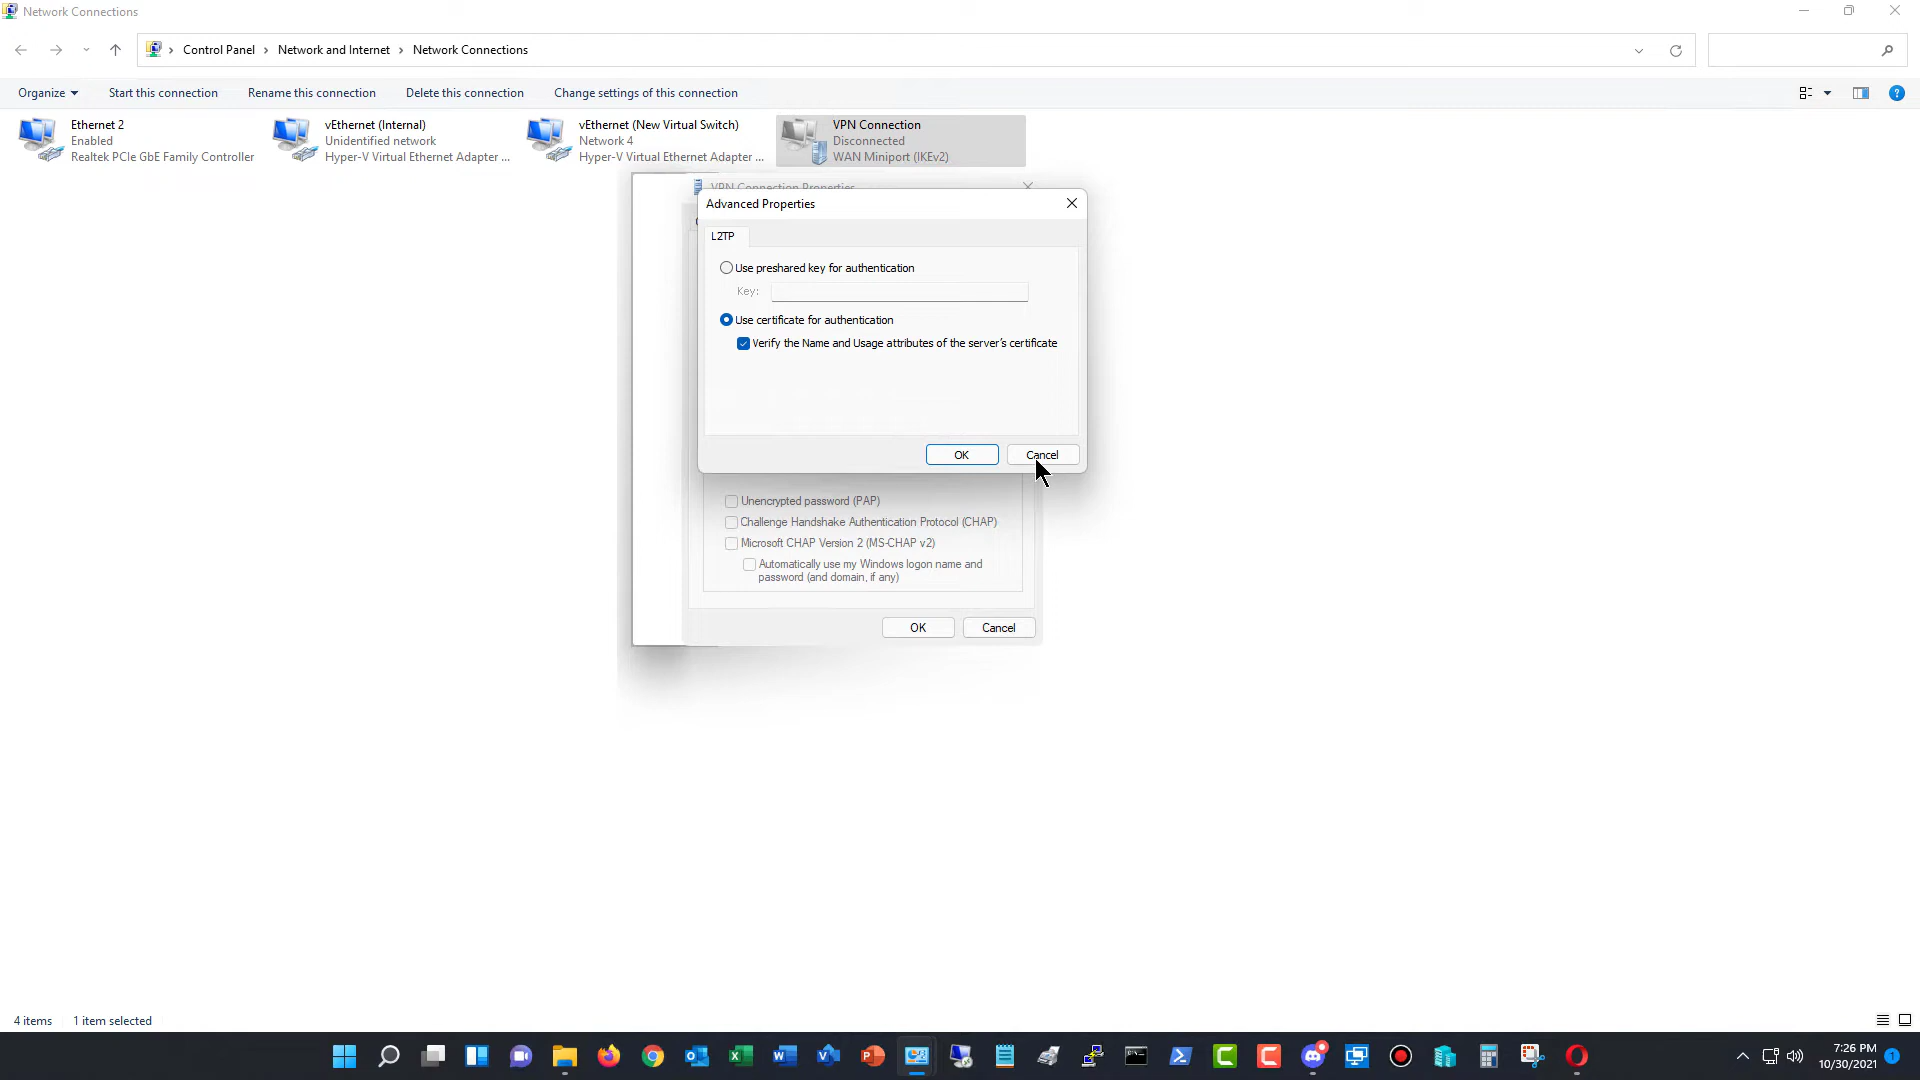 Network Connections
Control Panel > Network and Internet > Network Connections
Organize Start this connection Rename this connection Delete this connection Change settings of this connection
Ethernet 2
Enabled
Realtek PCIe GbE Family Controller
vEthernet (Internal)
Unidentified network
Hyper-V Virtual Ethernet Adapter ...
vEthernet (New Virtual Switch)
Network 4
Hyper-V Virtual Ethernet Adapter ...
VPN Connection
Disconnected
WAN Miniport (IKEv2)
VPN Connection Properties
Advanced Properties
L2TP
Use preshared key for authentication
Key:
Use certificate for authentication
Verify the Name and Usage attributes of the server's certificate
OK Cancel
Unencrypted password (PAP)
Challenge Handshake Authentication Protocol (CHAP)
Microsoft CHAP Version 2 (MS-CHAP v2)
Automatically use my Windows logon name and
password (and domain, if any)
OK Cancel
4 items 1 item selected
7:26 PM
10/30/2021
1